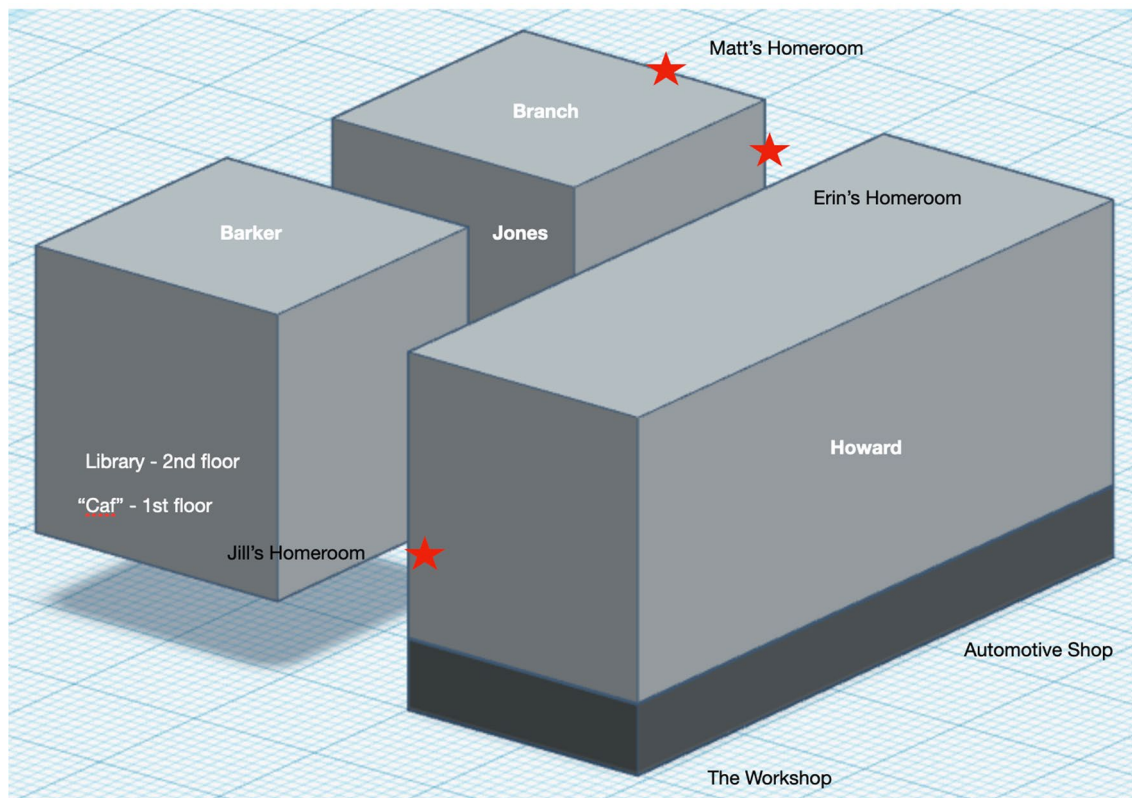 Matt's Homeroom
Branch
Erin's Homeroom
Barker
Jones
Howard
Library - 2nd floor
“Caf” - 1st floor
Jill's Homeroom
Automotive Shop
The Workshop